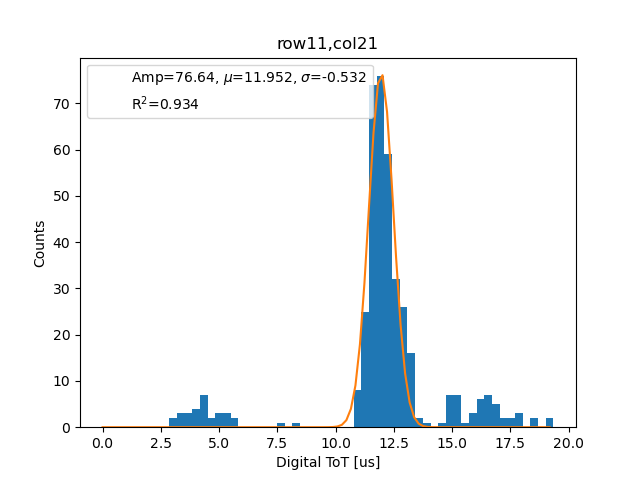 row11,col21
Amp=76.64, μ=11.952, σ=-0.532
R²=0.934
Counts
70
60
50
40
30
20
10
0
0.0 2.5 5.0 7.5 10.0 12.5 15.0 17.5 20.0
Digital ToT [us]